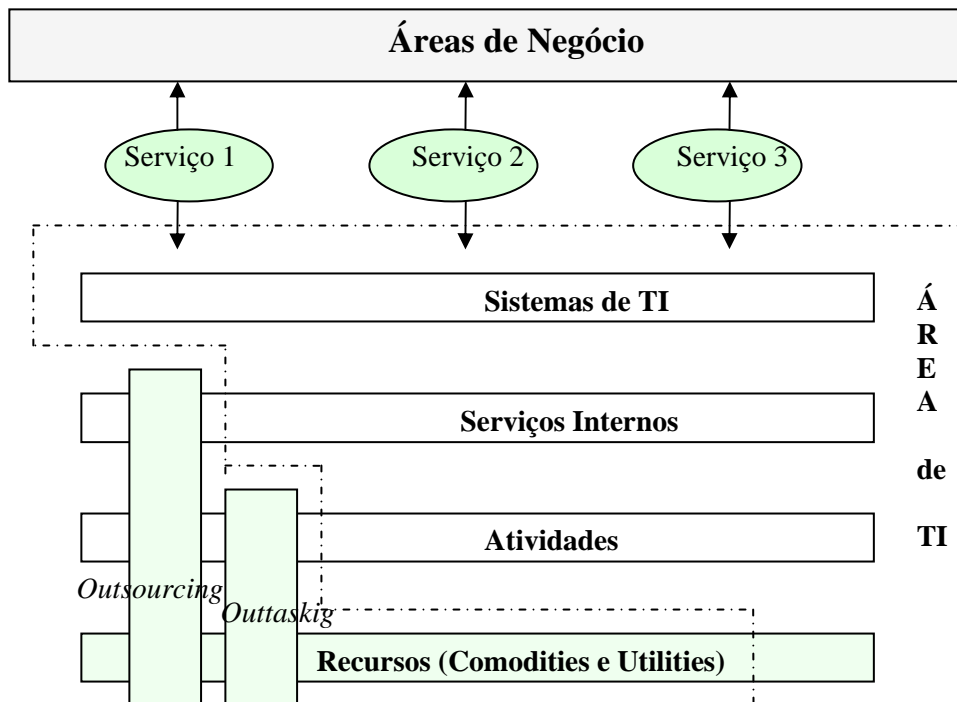 Áreas de Negócio
Serviço 1
Serviço 2
Serviço 3
Sistemas de TI
Serviços Internos
Atividades
Outsourcing
Outtaskig
Recursos (Comodities e Utilities)
Á
R
E
A
de
TI